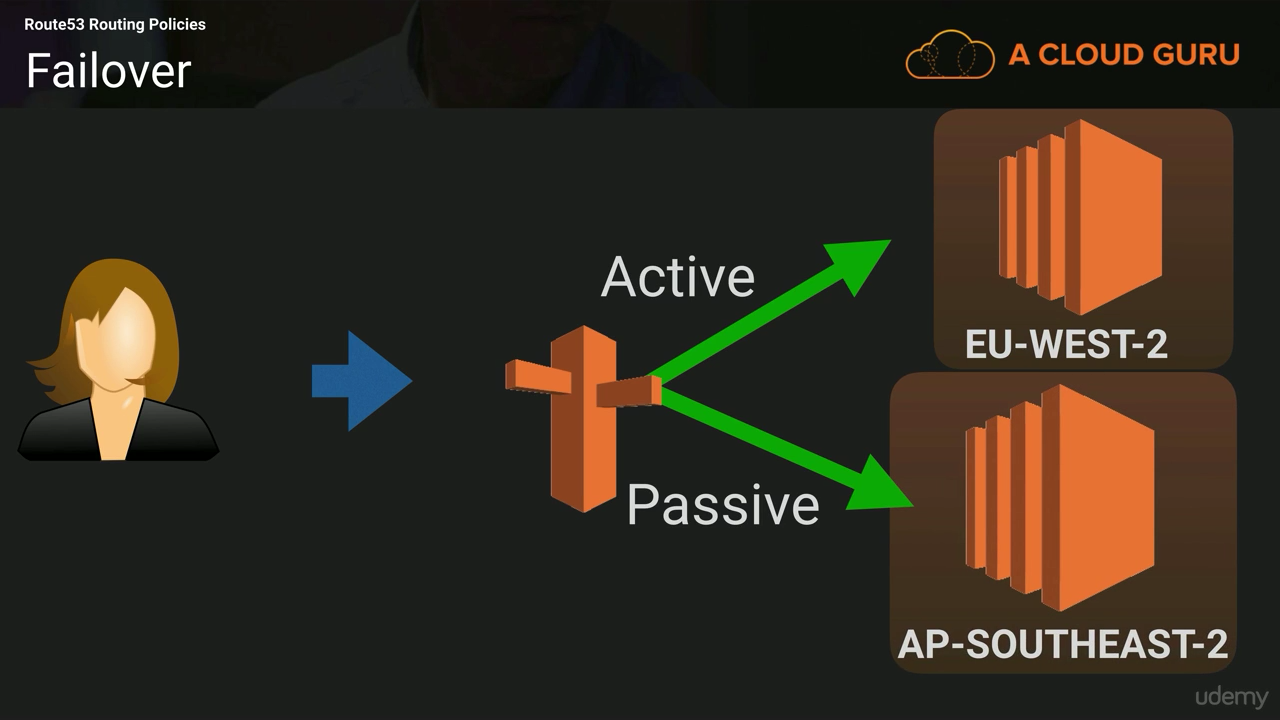 Route53 Routing Policies
Failover
A CLOUD GURU
Active
EU-WEST-2
Passive
AP-SOUTHEAST-2
udemy